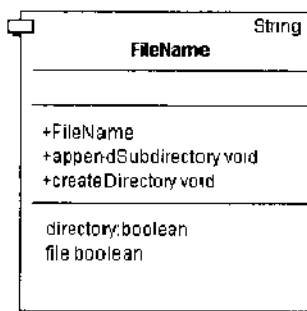 String
FileName
+FileName
+appendSubdirectory:void
+createDirectory:void
directory:boolean
file:boolean